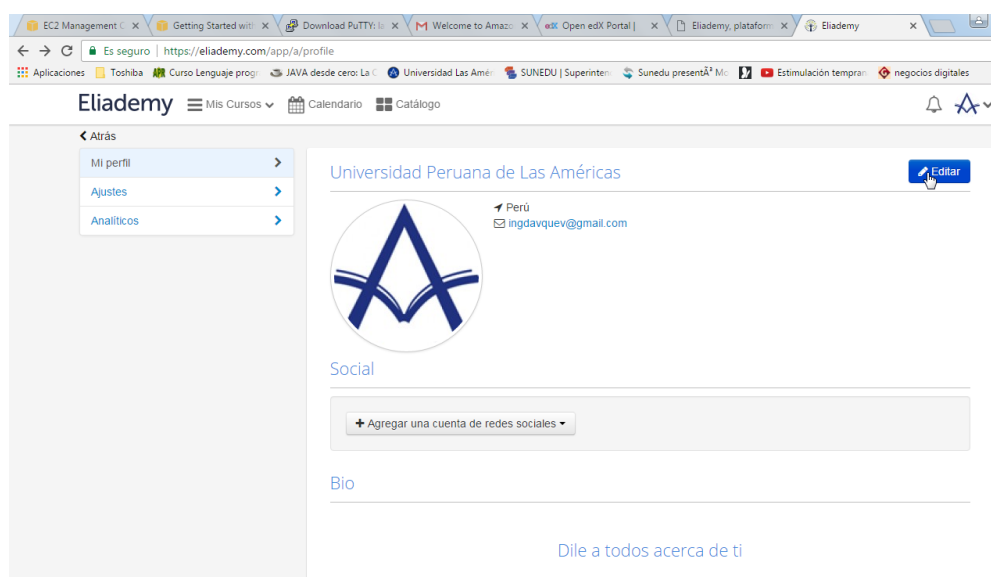 EC2 Management C
Getting Started with
Download PuTTY: la
Welcome to Amazo
Open edX Portal |
Eliademy, plataform
Eliademy
Es seguro | https://eliademy.com/app/a/profile
Aplicaciones
Toshiba
Curso Lenguaje progr
JAVA desde cero: La C
Universidad Las Amér
SUNEDU | Superinten
Sunedu presentÃ³ Mo
Estimulación tempran
negocios digitales
Eliademy
Mis Cursos
Calendario
Catálogo
Atrás
Mi perfil
Ajustes
Analíticos
Universidad Peruana de Las Américas
Editar
Perú
ingdavquev@gmail.com
Social
+ Agregar una cuenta de redes sociales
Bio
Dile a todos acerca de ti